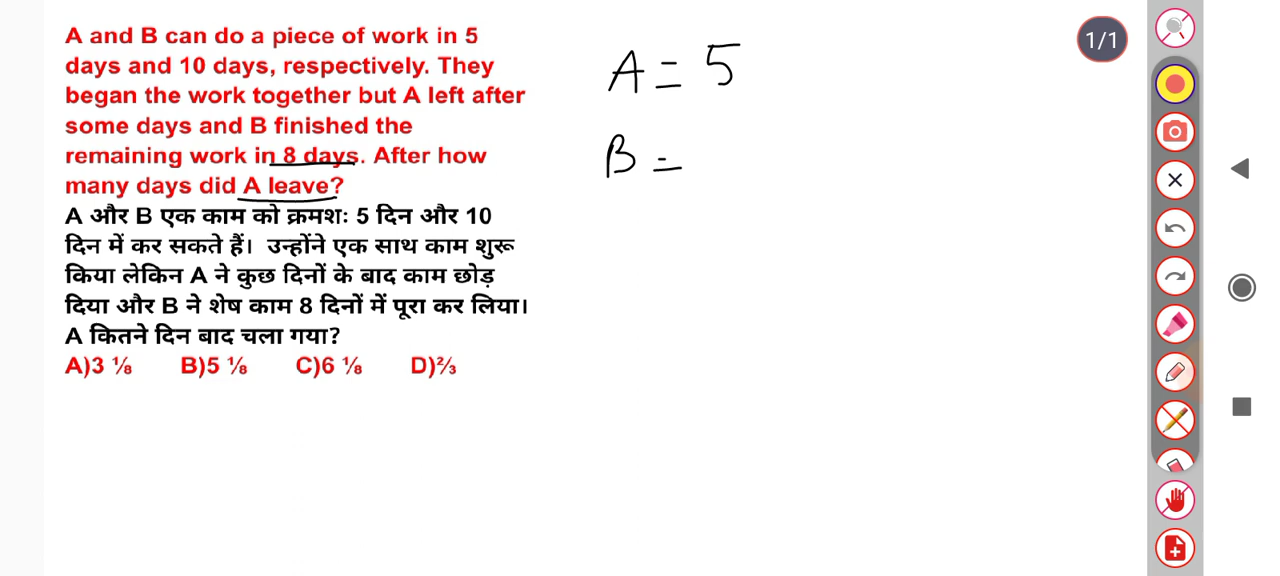 A and B can do a piece of work in 5
days and 10 days, respectively. They
began the work together but A left after
some days and B finished the
remaining work in 8 days. After how
many days did A leave?
A और B एक काम को क्रमशः 5 दिन और 10
दिन में कर सकते हैं।  उन्होंने एक साथ काम शुरू
किया लेकिन A ने कुछ दिनों के बाद काम छोड़
दिया और B ने शेष काम 8 दिनों में पूरा कर लिया।
A कितने दिन बाद चला गया?
A)3 ⅛ B)5 ⅛ C)6 ⅛ D)⅔
A = 5
B =
1/1